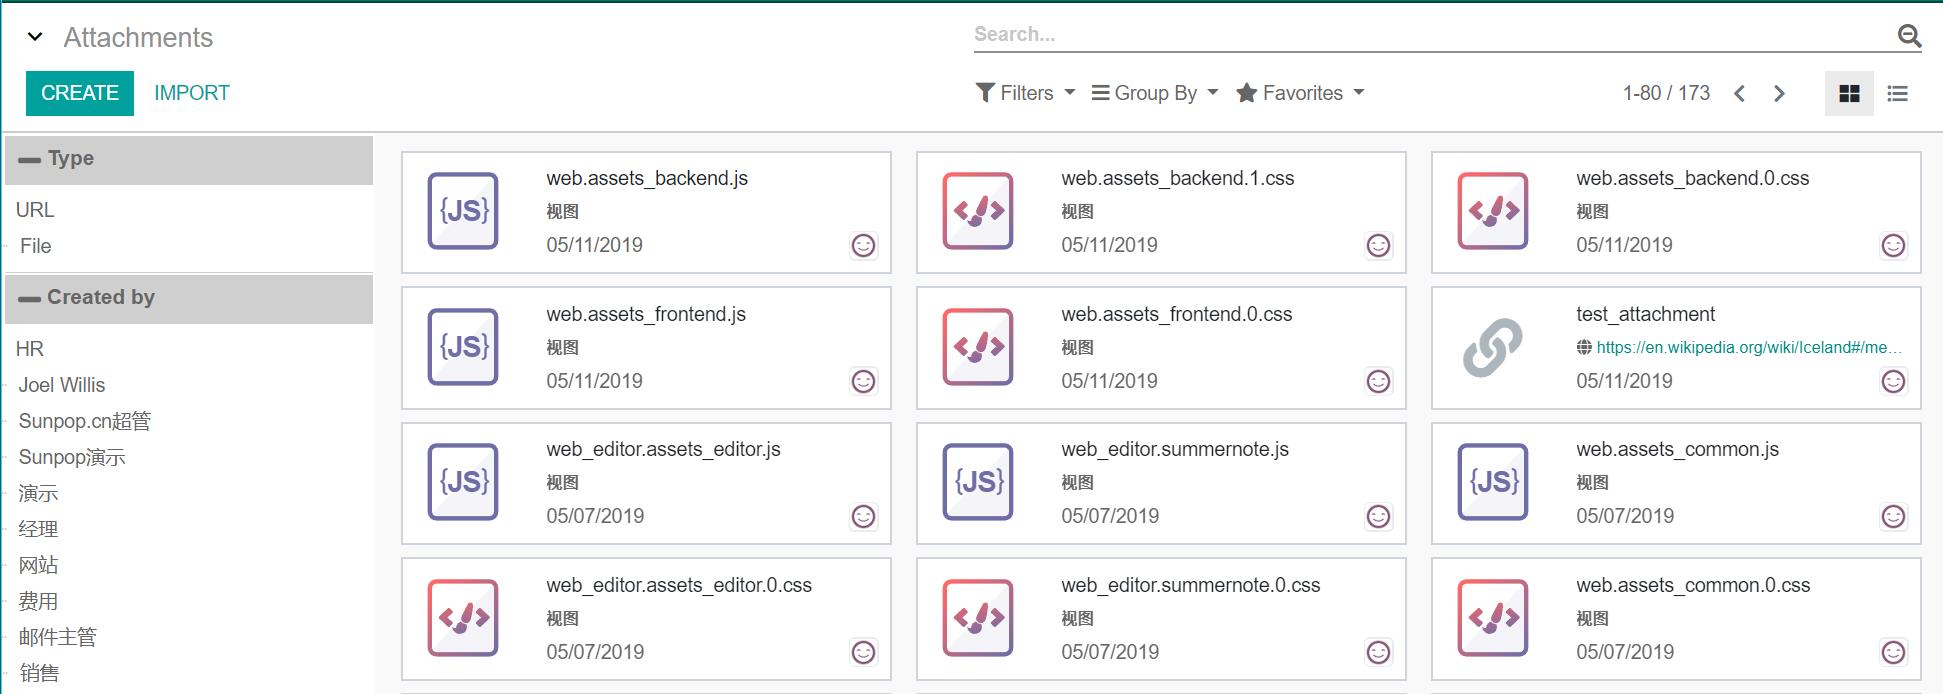 Attachments
Search...
CREATE IMPORT
Filters Group By Favorites 1-80 / 173
Type
URL
File
Created by
HR
Joel Willis
Sunpop.cn超管
Sunpop演示
演示
经理
网站
费用
邮件主管
销售
{JS} web.assets_backend.js
视图
05/11/2019
web.assets_backend.1.css
视图
05/11/2019
web.assets_backend.0.css
视图
05/11/2019
{JS} web.assets_frontend.js
视图
05/11/2019
web.assets_frontend.0.css
视图
05/11/2019
test_attachment
https://en.wikipedia.org/wiki/Iceland#/me...
05/11/2019
{JS} web_editor.assets_editor.js
视图
05/07/2019
{JS} web_editor.summernote.js
视图
05/07/2019
{JS} web.assets_common.js
视图
05/07/2019
web_editor.assets_editor.0.css
视图
05/07/2019
web_editor.summernote.0.css
视图
05/07/2019
web.assets_common.0.css
视图
05/07/2019